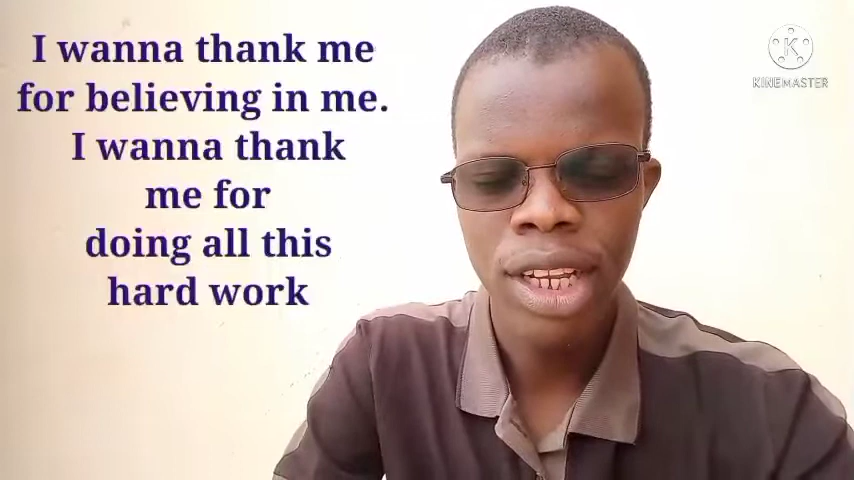 I wanna thank me
for believing in me.
I wanna thank
me for
doing all this
hard work
KINEMASTER